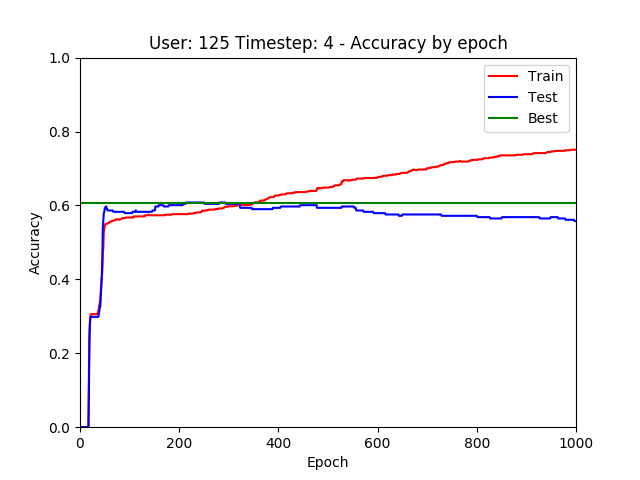 User: 125 Timestep: 4 - Accuracy by epoch
Train
Test
Best
1.0
0.8
0.6
0.4
0.2
0.0
Accuracy
0 200 400 600 800 1000
Epoch